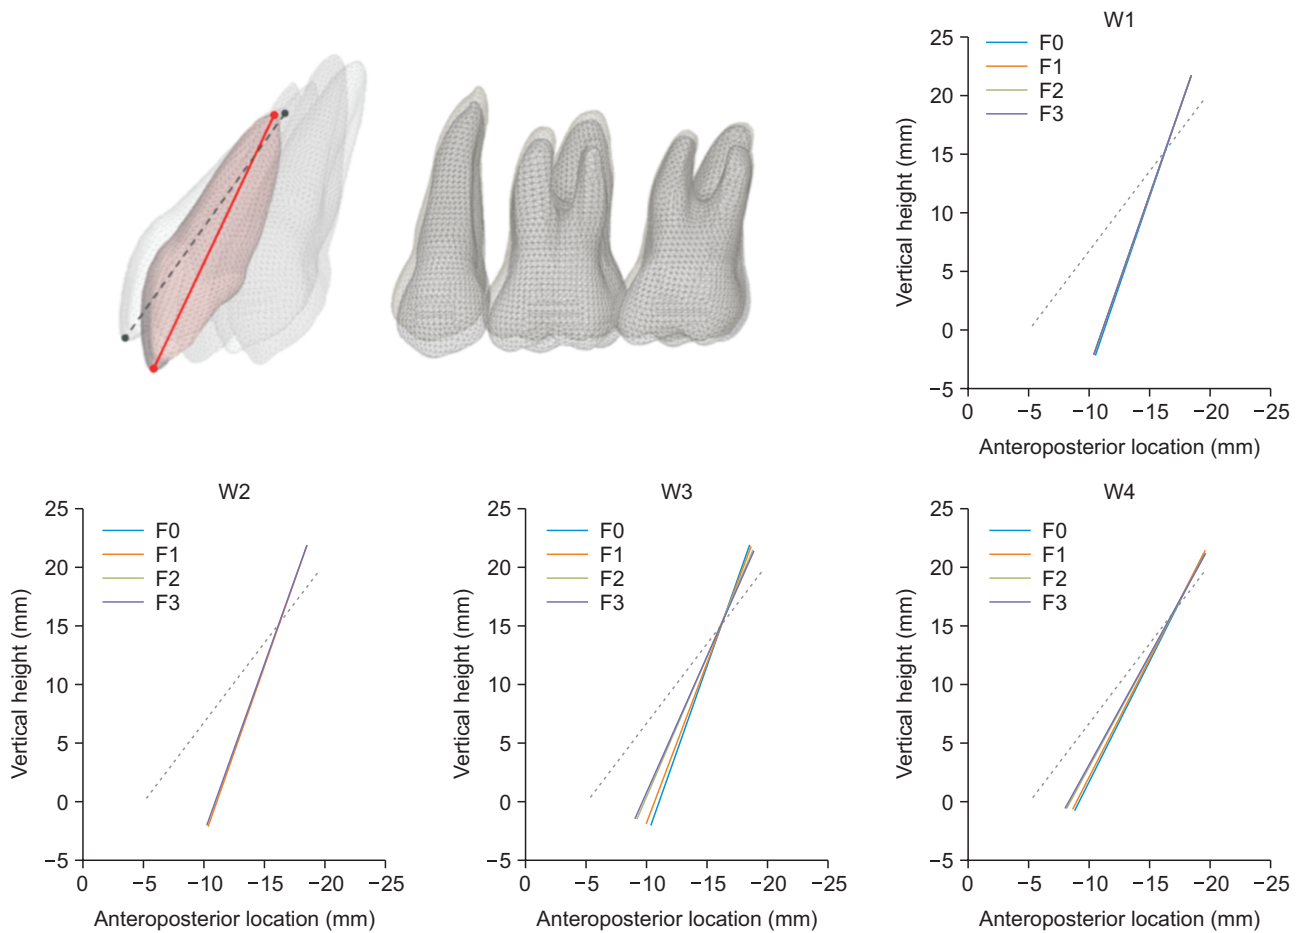 W1
F0
F1
F2
F3
25
20
15
10
5
0
−5
Vertical height (mm)
0 −5 −10 −15 −20 −25
Anteroposterior location (mm)
W2
F0
F1
F2
F3
25
20
15
10
5
0
−5
Vertical height (mm)
0 −5 −10 −15 −20 −25
Anteroposterior location (mm)
W3
F0
F1
F2
F3
25
20
15
10
5
0
−5
Vertical height (mm)
0 −5 −10 −15 −20 −25
Anteroposterior location (mm)
W4
F0
F1
F2
F3
25
20
15
10
5
0
−5
Vertical height (mm)
0 −5 −10 −15 −20 −25
Anteroposterior location (mm)